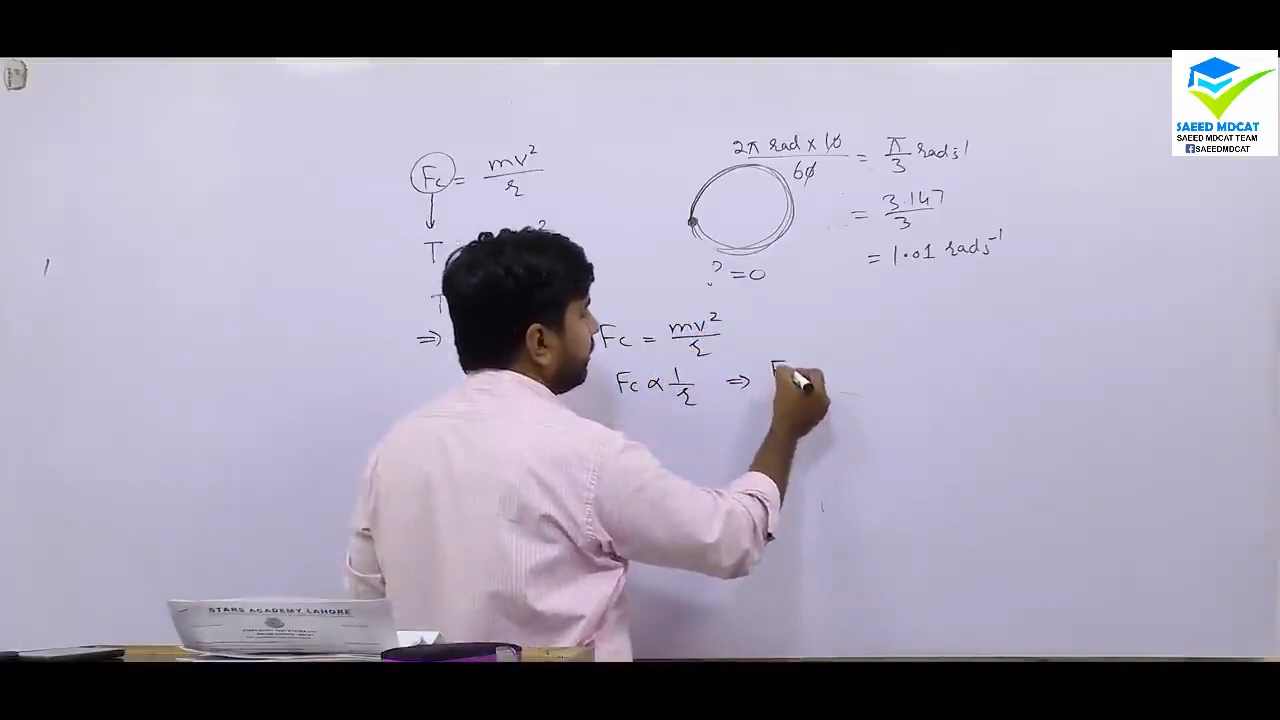 SAEED MDCAT
SAEED MDCAT TEAM
fSAEEDMDCAT
Fc = mv²/r
T
T
⇒ Fc = mv²/r
Fc ∝ 1/r ⇒ F
2π rad × 10 / 60 = π/3 rad s⁻¹
= 3.147/3
= 1.01 rad s⁻¹
? = 0
STARS ACADEMY LAHORE